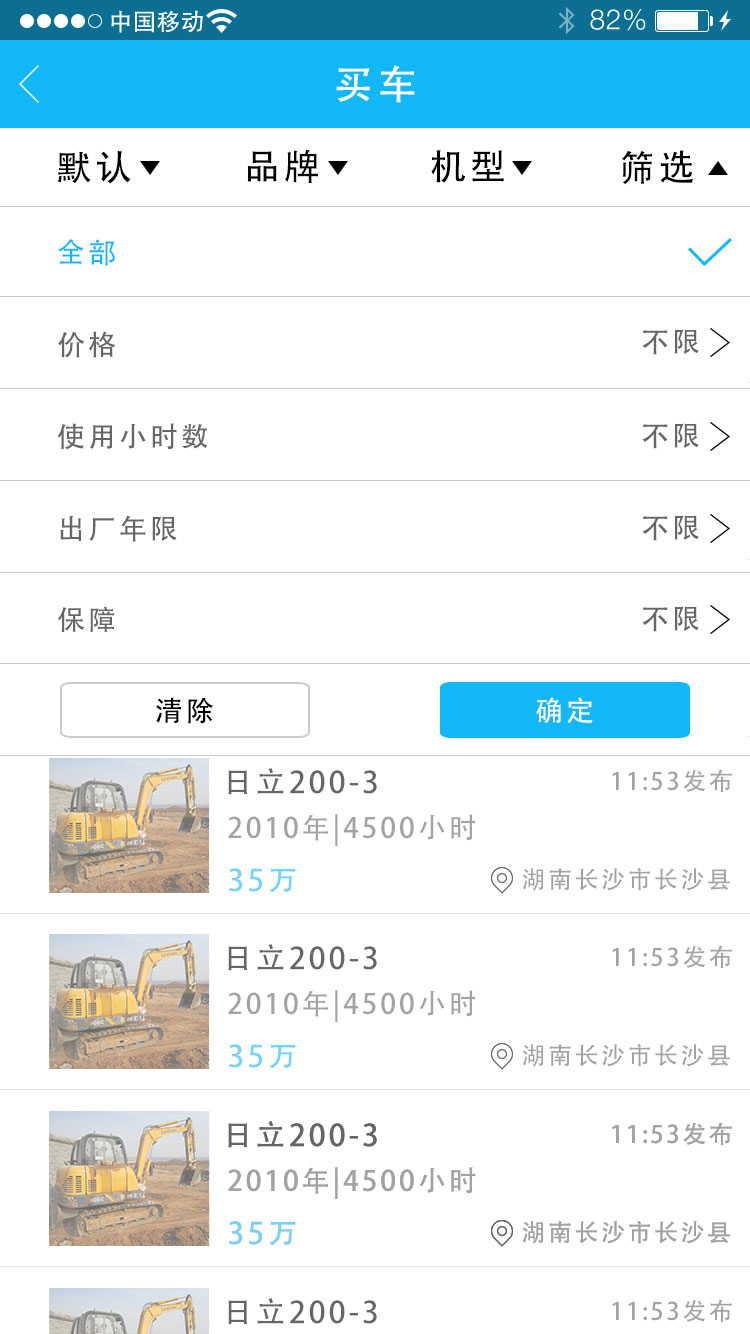 中国移动 82%
买车
默认 品牌 机型 筛选
全部
价格 不限
使用小时数 不限
出厂年限 不限
保障 不限
清除 确定
日立200-3 11:53发布
2010年|4500小时
35万 湖南长沙市长沙县
日立200-3 11:53发布
2010年|4500小时
35万 湖南长沙市长沙县
日立200-3 11:53发布
2010年|4500小时
35万 湖南长沙市长沙县
日立200-3 11:53发布